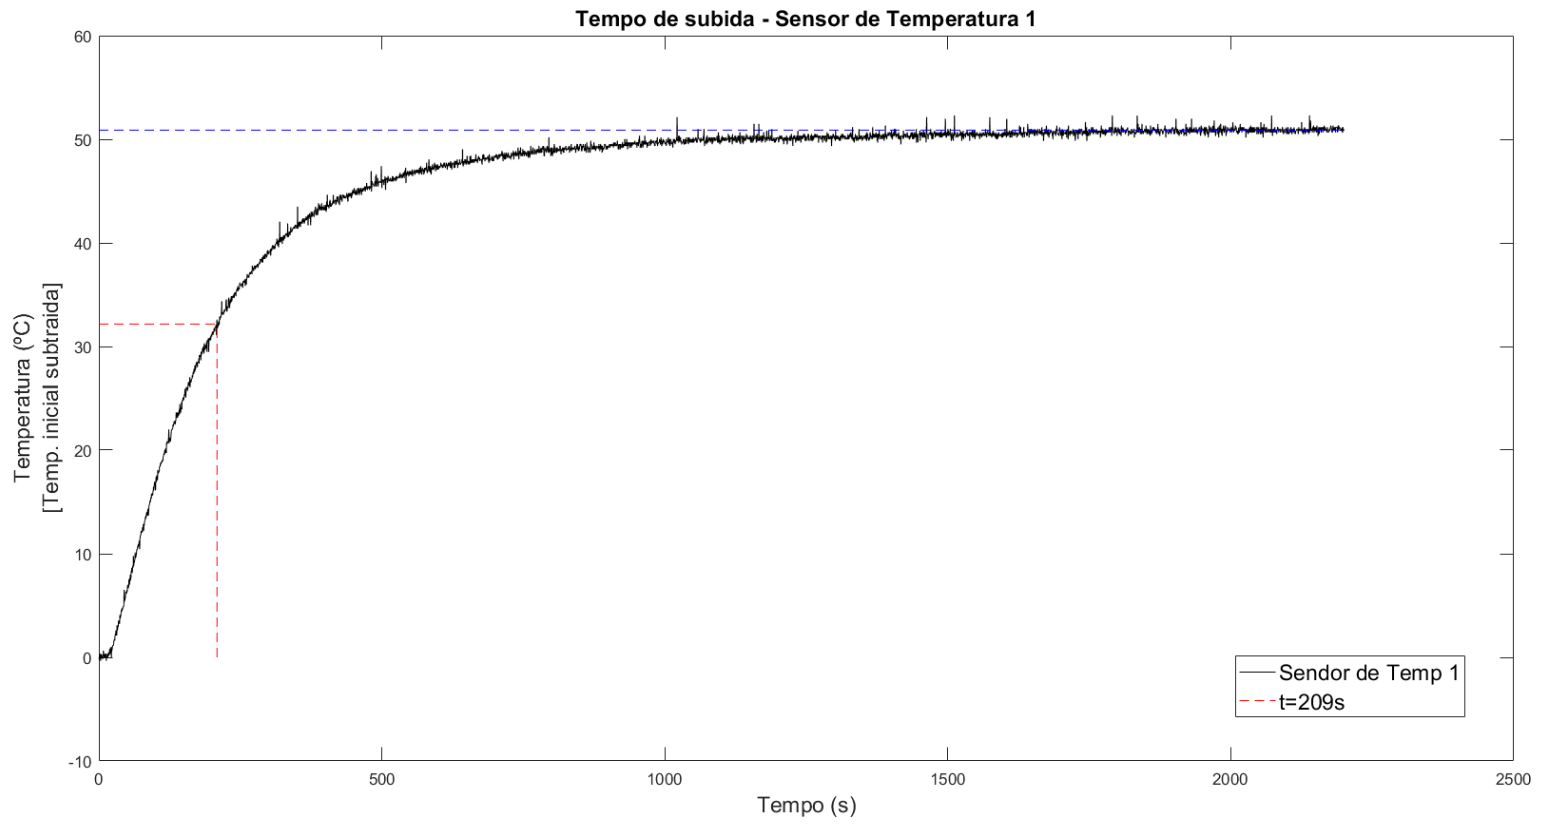 Tempo de subida - Sensor de Temperatura 1
60
50
40
30
20
10
0
-10
Temperatura (ºC)
[Temp. inicial subtraida]
0
500
1000
1500
2000
2500
Tempo (s)
Sendor de Temp 1
t=209s